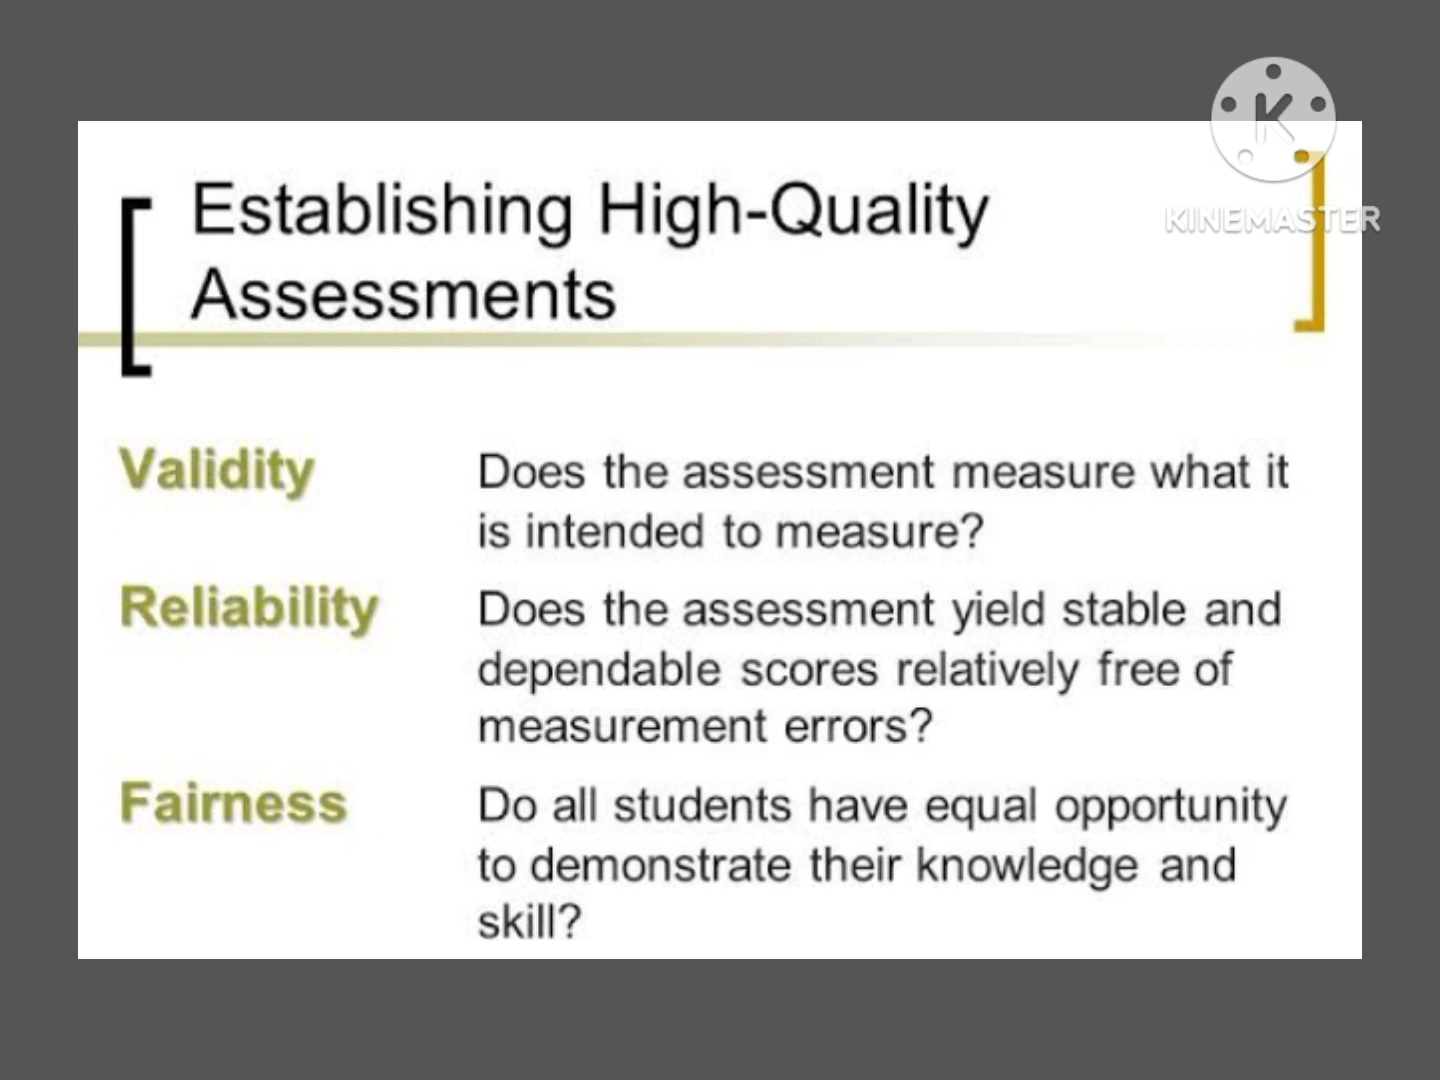 KINEMASTER
Establishing High-Quality
Assessments
Validity
Does the assessment measure what it
is intended to measure?
Reliability
Does the assessment yield stable and
dependable scores relatively free of
measurement errors?
Fairness
Do all students have equal opportunity
to demonstrate their knowledge and
skill?